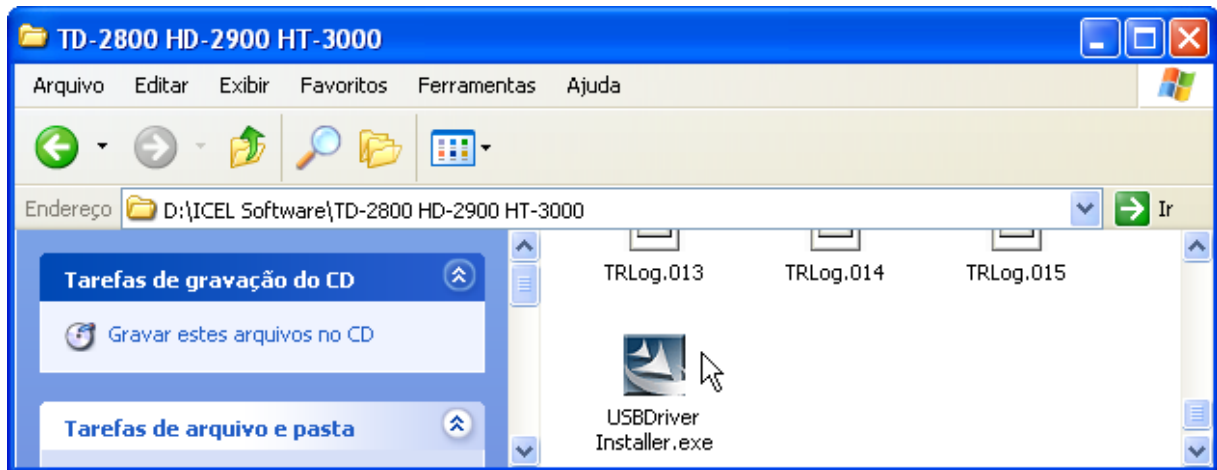 TD-2800 HD-2900 HT-3000
Arquivo Editar Exibir Favoritos Ferramentas Ajuda
Endereço D:\ICEL Software\TD-2800 HD-2900 HT-3000 Ir
Tarefas de gravação do CD
Gravar estes arquivos no CD
Tarefas de arquivo e pasta
TRLog.013 TRLog.014 TRLog.015
USBDriver
Installer.exe